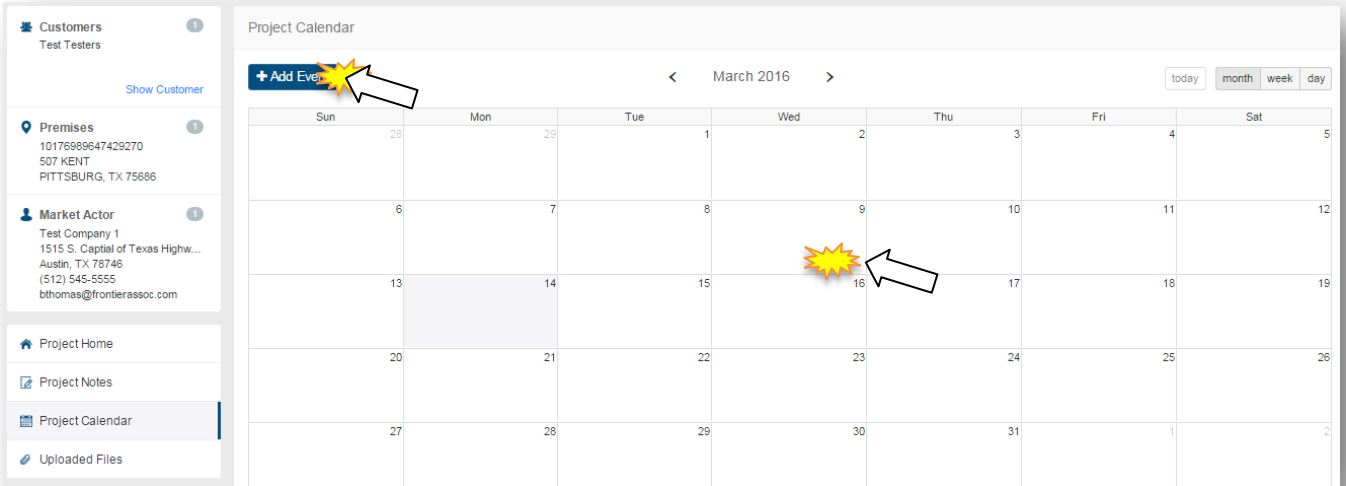 Customers 1
Test Testers
Show Customer
Premises 1
10176989647429270
507 KENT
PITTSBURG, TX 75686
Market Actor 1
Test Company 1
1515 S. Captial of Texas Highw...
Austin, TX 78746
(512) 545-5555
bthomas@frontierassoc.com
Project Home
Project Notes
Project Calendar
Uploaded Files
Project Calendar
+ Add Eve
< March 2016 >
today month week day
Sun Mon Tue Wed Thu Fri Sat
28 29 1 2 3 4 5
6 7 8 9 10 11 12
13 14 15 16 17 18 19
20 21 22 23 24 25 26
27 28 29 30 31 1 2